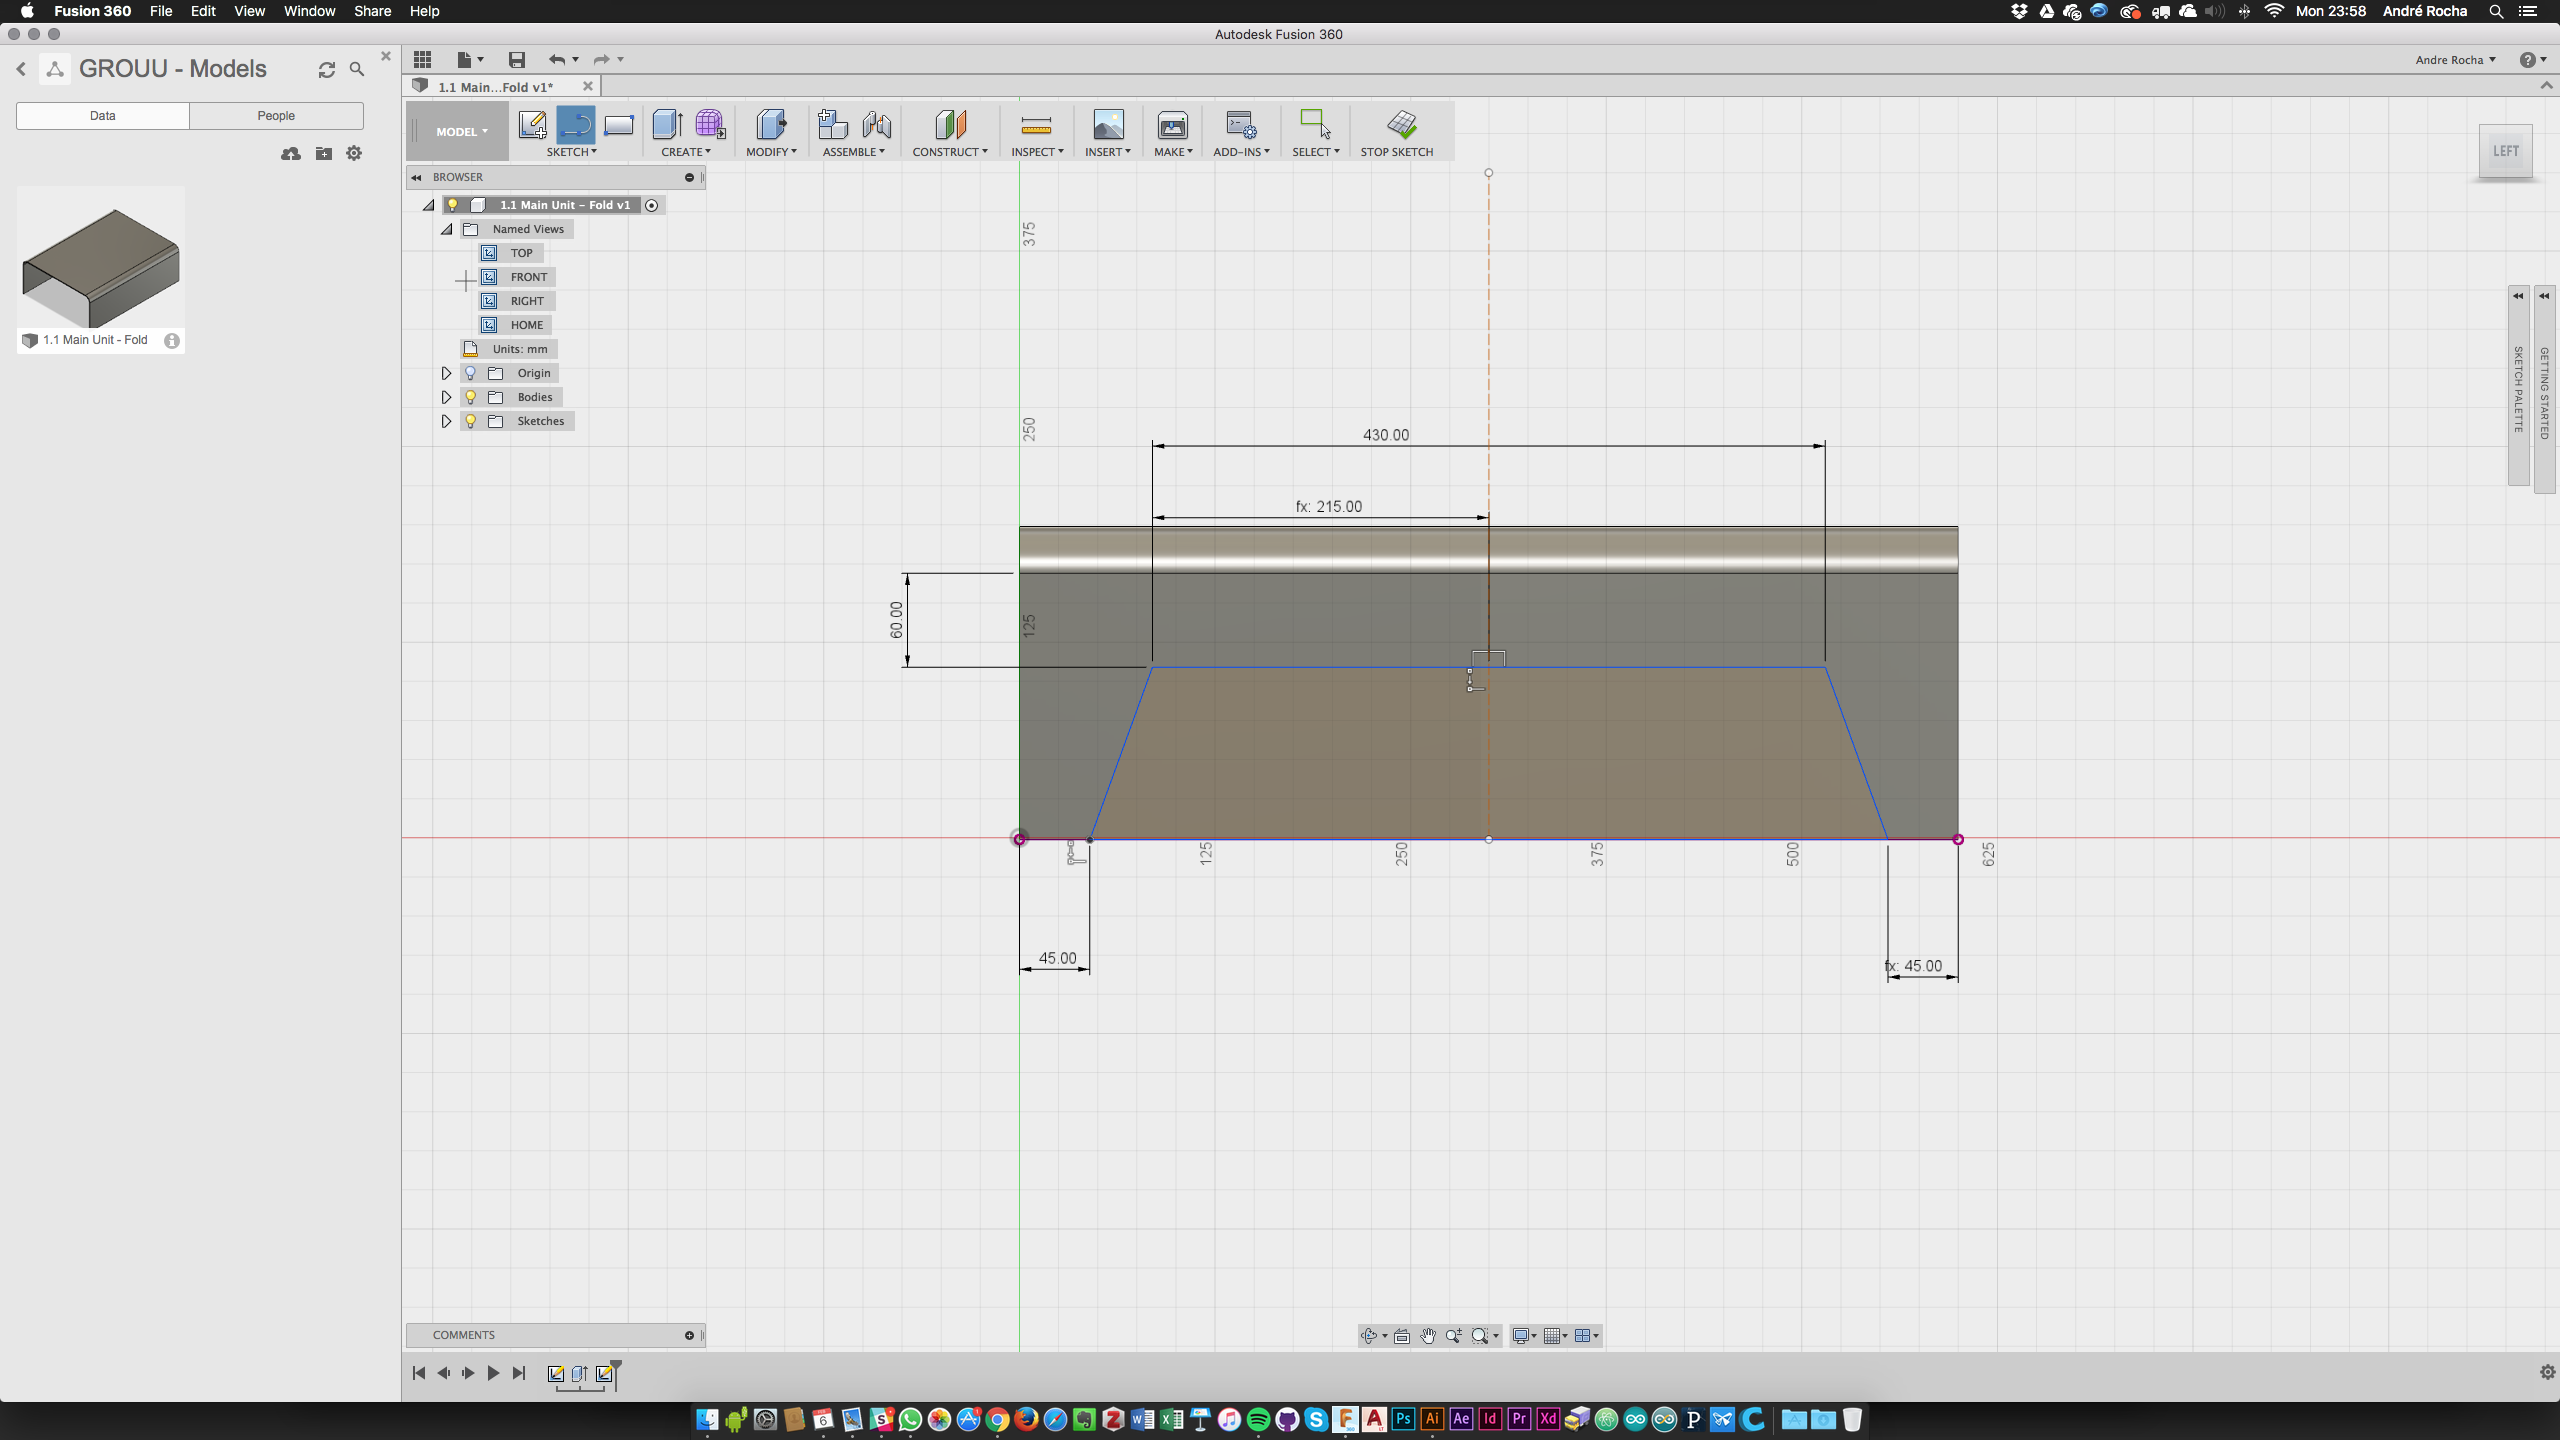 Fusion 360 File Edit View Window Share Help
Mon 23:58 André Rocha
Autodesk Fusion 360
GROUU - Models
Andre Rocha
Data People
1.1 Main...Fold v1*
MODEL
SKETCH CREATE MODIFY ASSEMBLE CONSTRUCT INSPECT INSERT MAKE ADD-INS SELECT STOP SKETCH
LEFT
BROWSER
1.1 Main Unit - Fold v1
Named Views
TOP
FRONT
RIGHT
HOME
Units: mm
Origin
Bodies
Sketches
1.1 Main Unit - Fold
SKETCH PALETTE
GETTING STARTED
375
250
125
430.00
fx: 215.00
60.00
125
250
375
500
625
45.00
fx: 45.00
COMMENTS
6
S
W
X
F
360
A
LT
Ps
Ai
Ae
Id
Pr
Xd
P
C